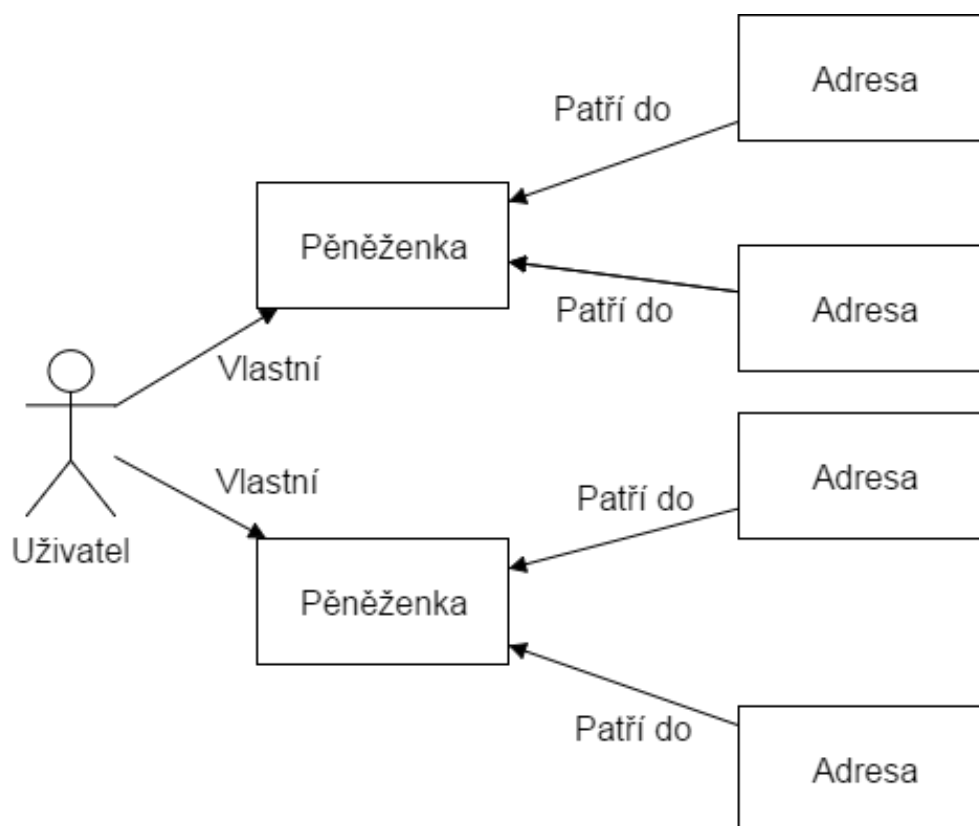 Adresa
Patří do
Pěněženka
Patří do
Adresa
Vlastní
Vlastní
Uživatel
Adresa
Patří do
Pěněženka
Patří do
Adresa